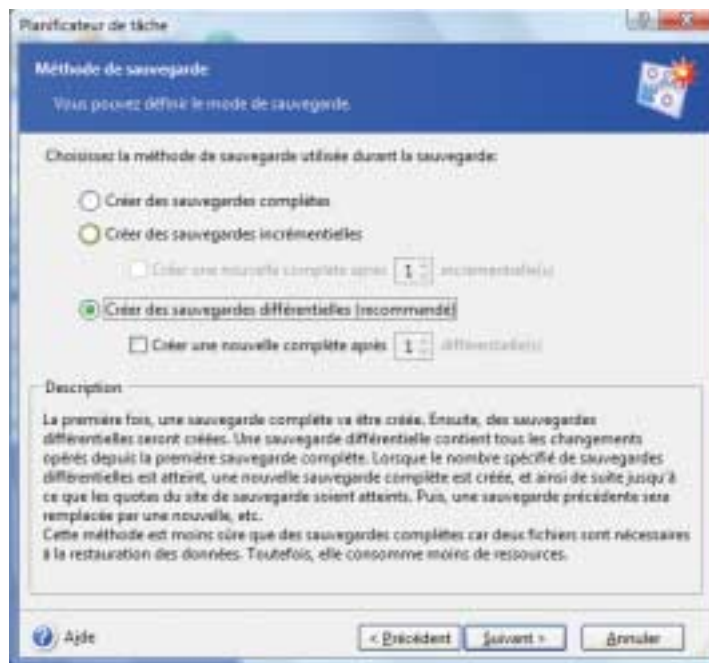 Planificateur de tâche
Méthode de sauvegarde
Vous pouvez définir le mode de sauvegarde.
Choisissez la méthode de sauvegarde utilisée durant la sauvegarde:
Créer des sauvegardes complètes
Créer des sauvegardes incrémentielles
Créer une nouvelle complète après 1 incrémentielle(s)
Créer des sauvegardes différentielles (recommandé)
Créer une nouvelle complète après 1 différentielle(s)
Description
La première fois, une sauvegarde complète va être créée. Ensuite, des sauvegardes
différentielles seront créées. Une sauvegarde différentielle contient tous les changements
opérés depuis la première sauvegarde complète. Lorsque le nombre spécifié de sauvegardes
différentielles est atteint, une nouvelle sauvegarde complète est créée, et ainsi de suite jusqu'à
ce que les quotas du site de sauvegarde soient atteints. Puis, une sauvegarde précédente sera
remplacée par une nouvelle, etc.
Cette méthode est moins sûre que des sauvegardes complètes car deux fichiers sont nécessaires
à la restauration des données. Toutefois, elle consomme moins de ressources.
Aide
< Précédent
Suivant >
Annuler